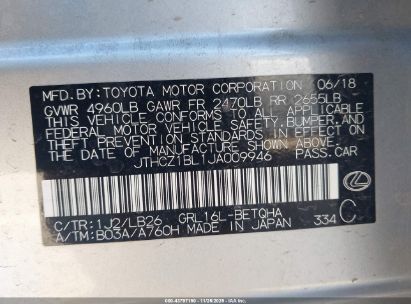 MFD.BY:TOYOTA MOTOR CORPORATION 06/18
GVWR 4960LB GAWR FR 2470LB RR 2655LB
THIS VEHICLE CONFORMS TO ALL APPLICABLE
FEDERAL MOTOR VEHICLE SAFETY, BUMPER, AND
THEFT PREVENTION STANDARDS IN EFFECT ON
THE DATE OF MANUFACTURE SHOWN ABOVE.
JTHCZ1BL1JA009946 PASS.CAR
C/TR:1J2/LB26 GRL16L-BETQHA
A/TM:B03A/A760H MADE IN JAPAN 334 C